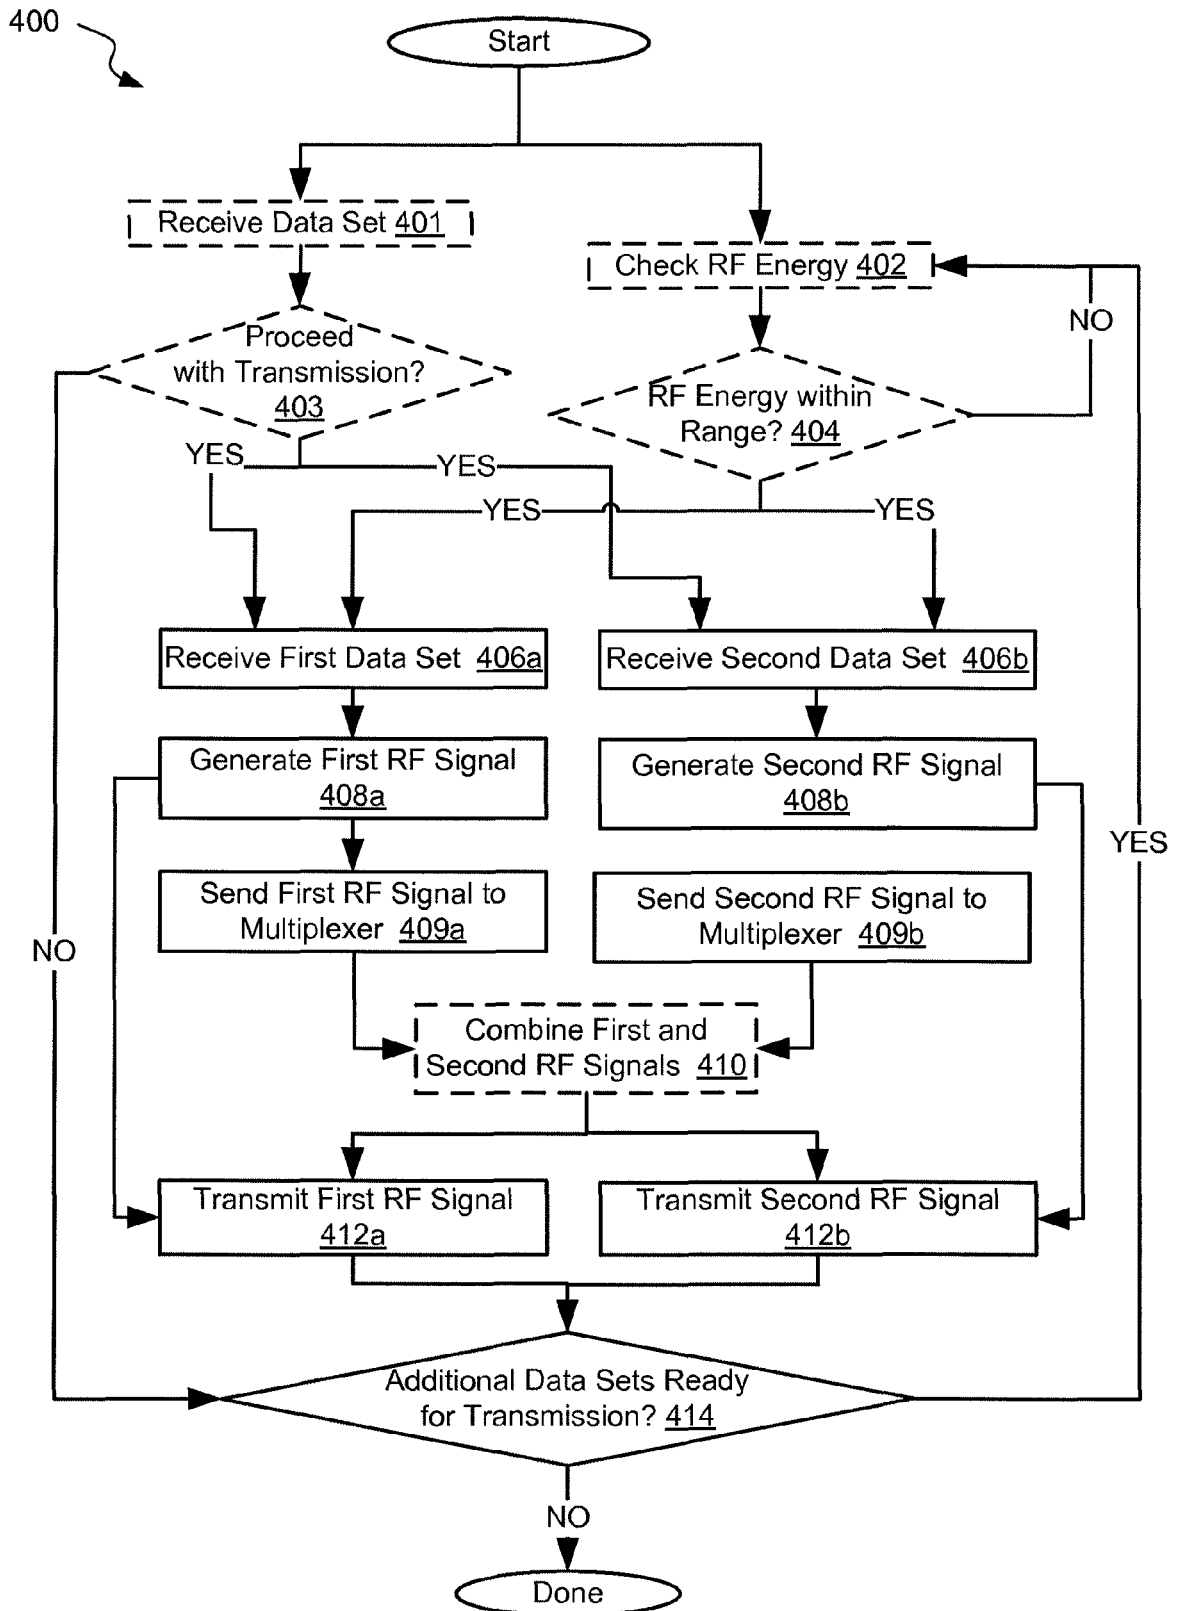 400
Start
Receive Data Set 401
Check RF Energy 402
NO
Proceed
with Transmission?
403
RF Energy within
Range? 404
YES
YES
YES
YES
Receive First Data Set 406a
Receive Second Data Set 406b
Generate First RF Signal
408a
Generate Second RF Signal
408b
YES
Send First RF Signal to
Multiplexer 409a
Send Second RF Signal to
Multiplexer 409b
NO
Combine First and
Second RF Signals 410
Transmit First RF Signal
412a
Transmit Second RF Signal
412b
Additional Data Sets Ready
for Transmission? 414
NO
Done